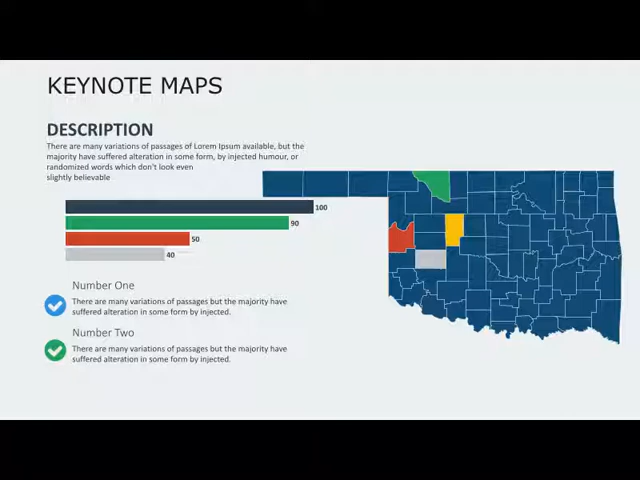 KEYNOTE MAPS
DESCRIPTION
There are many variations of passages of Lorem Ipsum available, but the
majority have suffered alteration in some form, by injected humour, or
randomized words which don't look even
slightly believable
100
90
50
40
Number One
There are many variations of passages but the majority have
suffered alteration in some form by injected.
Number Two
There are many variations of passages but the majority have
suffered alteration in some form by injected.